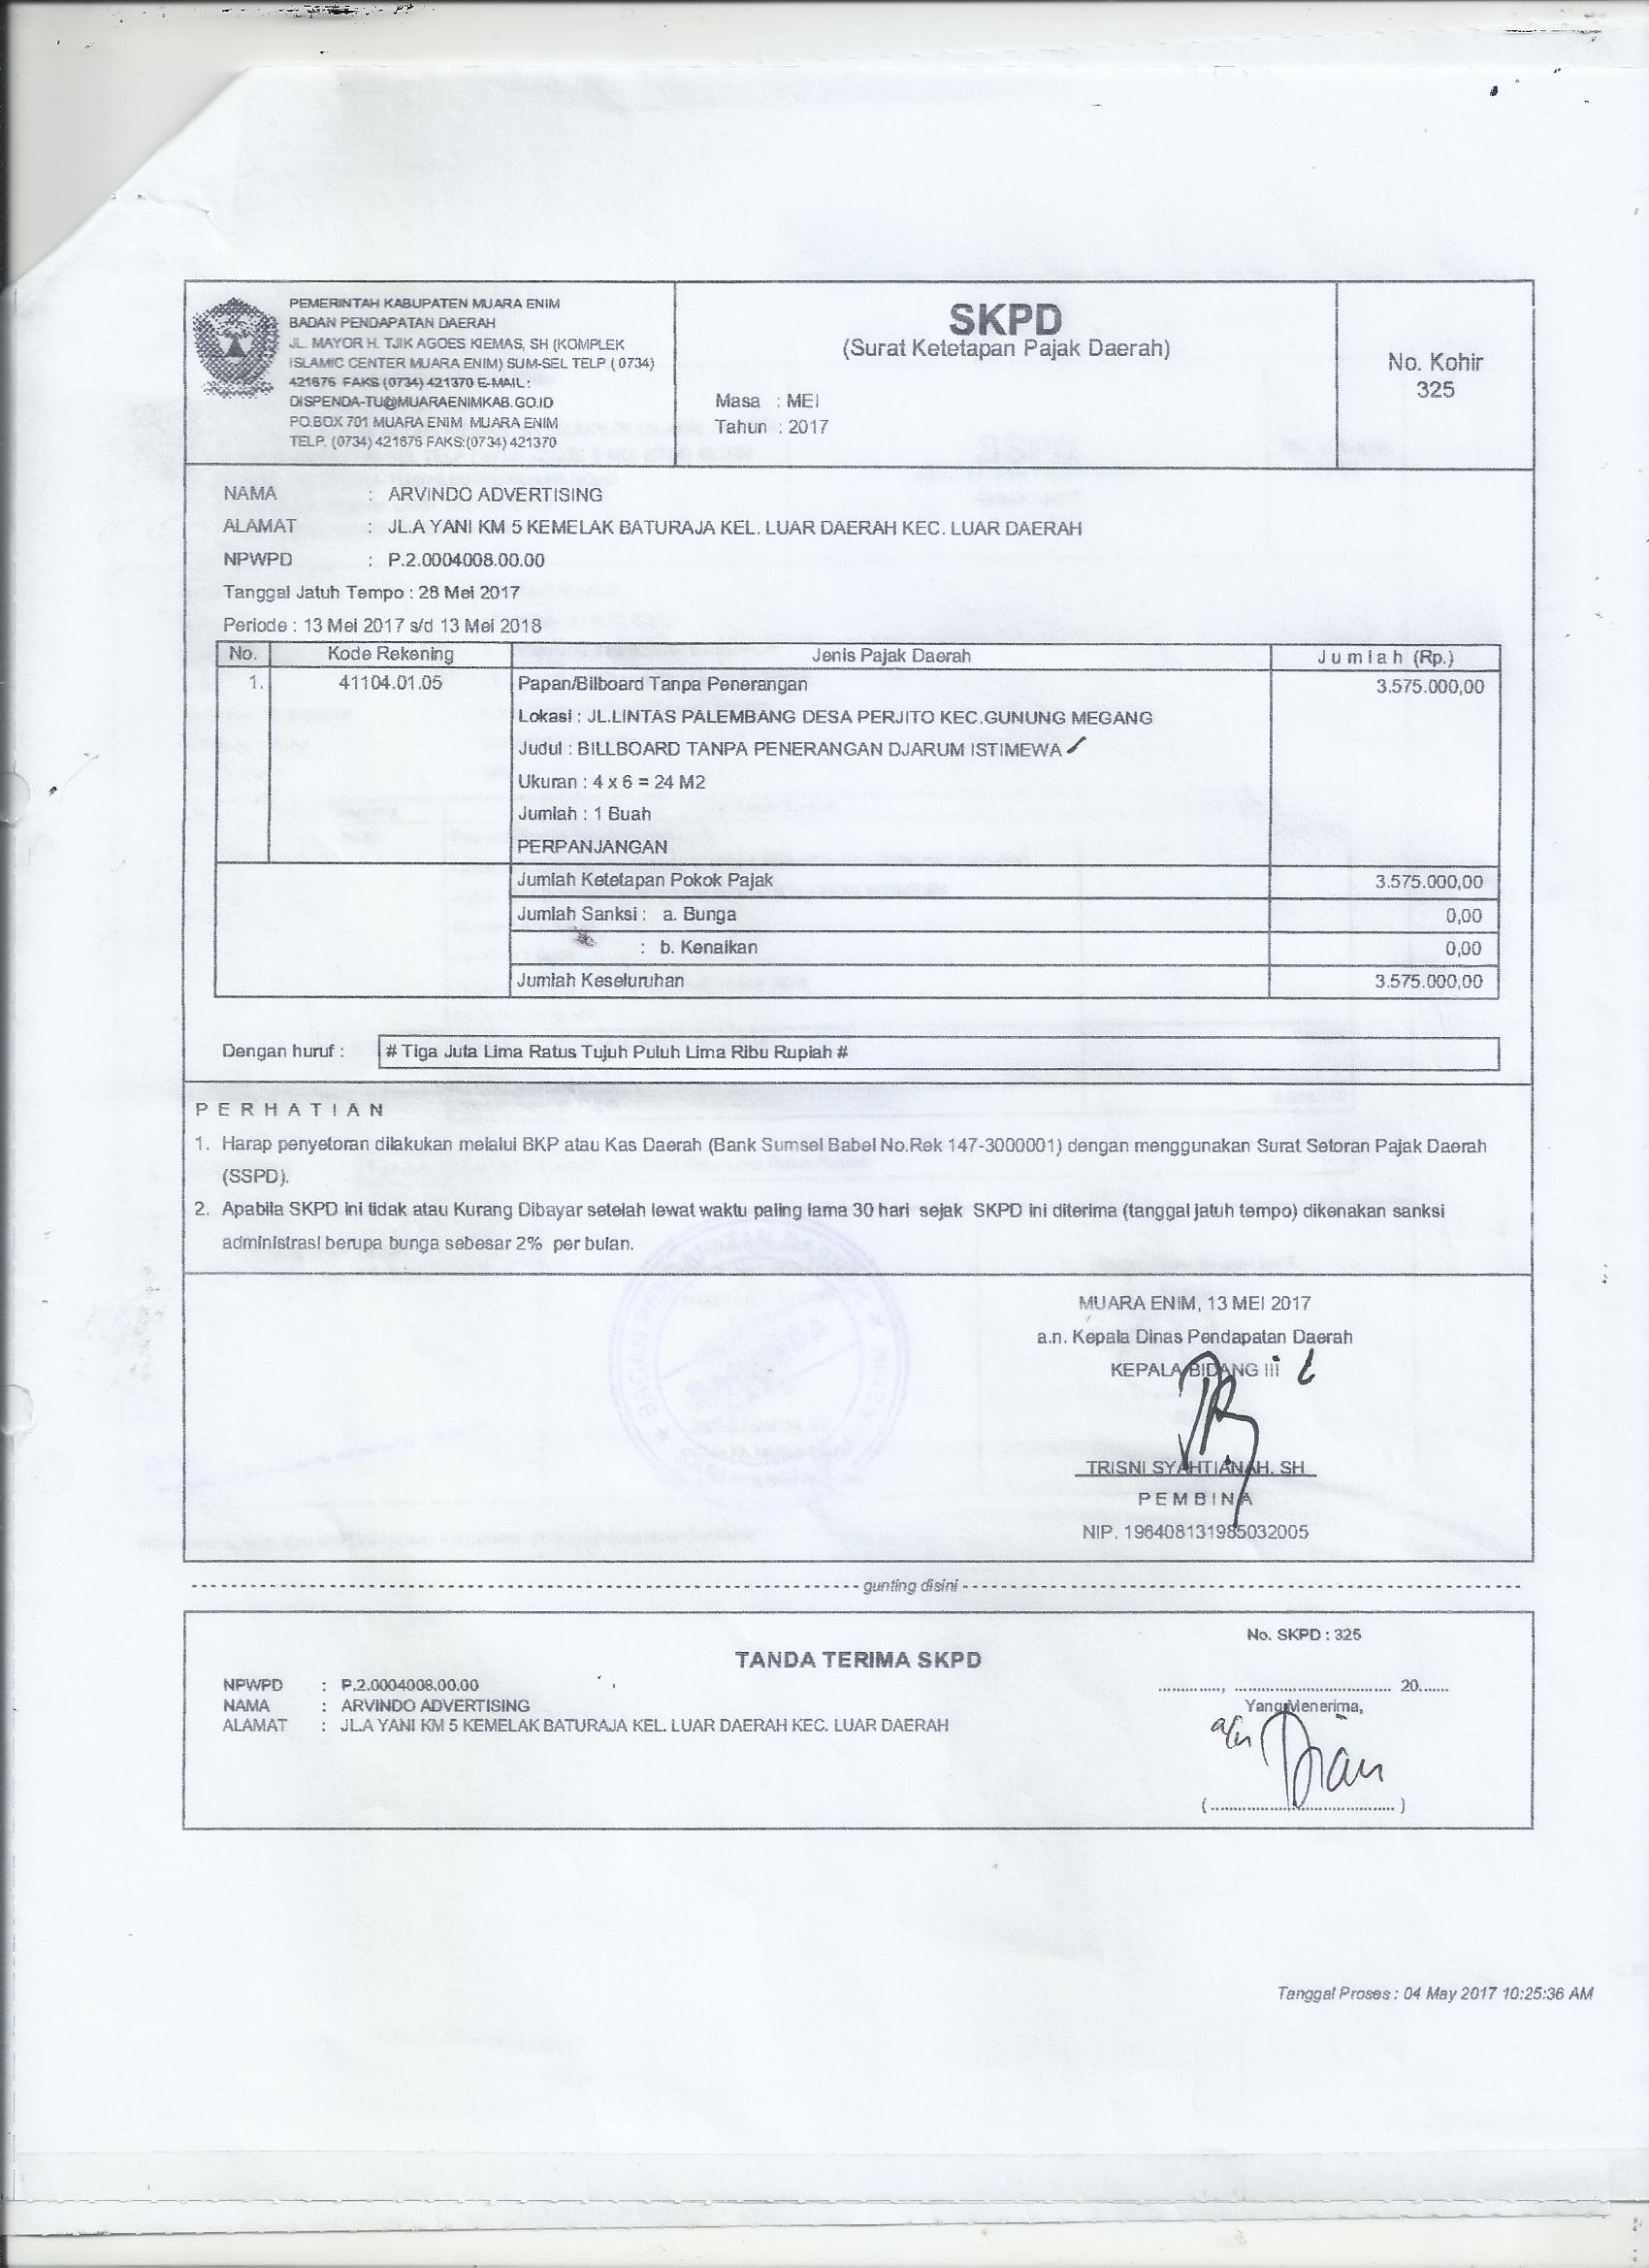 PEMERINTAH KABUPATEN MUARA ENIM
BADAN PENDAPATAN DAERAH
JL. MAYOR H. TJIK AGOES KIEMAS, SH (KOMPLEK
ISLAMIC CENTER MUARA ENIM) SUM-SEL TELP ( 0734)
421676 FAKS (0734) 421370 E-MAIL :
DISPENDA-TU@MUARAENIMKAB.GO.ID
PO.BOX 701 MUARA ENIM MUARA ENIM
TELP. (0734) 421676 FAKS:(0734) 421370
SKPD
(Surat Ketetapan Pajak Daerah)
Masa : MEI
Tahun : 2017
No. Kohir
325
NAMA : ARVINDO ADVERTISING
ALAMAT : JL.A YANI KM 5 KEMELAK BATURAJA KEL. LUAR DAERAH KEC. LUAR DAERAH
NPWPD : P.2.0004008.00.00
Tanggal Jatuh Tempo : 28 Mei 2017
Periode : 13 Mei 2017 s/d 13 Mei 2018
No. Kode Rekening Jenis Pajak Daerah Jumlah (Rp.)
1. 41104.01.05 Papan/Bilboard Tanpa Penerangan 3.575.000,00
Lokasi : JL.LINTAS PALEMBANG DESA PERJITO KEC.GUNUNG MEGANG
Judul : BILLBOARD TANPA PENERANGAN DJARUM ISTIMEWA
Ukuran : 4 x 6 = 24 M2
Jumlah : 1 Buah
PERPANJANGAN
Jumlah Ketetapan Pokok Pajak 3.575.000,00
Jumlah Sanksi : a. Bunga 0,00
: b. Kenaikan 0,00
Jumlah Keseluruhan 3.575.000,00
Dengan huruf : # Tiga Juta Lima Ratus Tujuh Puluh Lima Ribu Rupiah #
PERHATIAN
1. Harap penyetoran dilakukan melalui BKP atau Kas Daerah (Bank Sumsel Babel No.Rek 147-3000001) dengan menggunakan Surat Setoran Pajak Daerah
(SSPD).
2. Apabila SKPD ini tidak atau Kurang Dibayar setelah lewat waktu paling lama 30 hari sejak SKPD ini diterima (tanggal jatuh tempo) dikenakan sanksi
administrasi berupa bunga sebesar 2% per bulan.
MUARA ENIM, 13 MEI 2017
a.n. Kepala Dinas Pendapatan Daerah
KEPALA BIDANG III
TRISNI SYAHTIANAH. SH
PEMBINA
NIP. 196408131985032005
gunting disini
No. SKPD : 325
TANDA TERIMA SKPD
NPWPD : P.2.0004008.00.00
NAMA : ARVINDO ADVERTISING
ALAMAT : JL.A YANI KM 5 KEMELAK BATURAJA KEL. LUAR DAERAH KEC. LUAR DAERAH
............, .................................. 20......
Yang Menerima,
a/n Dian
(........................................)
Tanggal Proses : 04 May 2017 10:25:36 AM